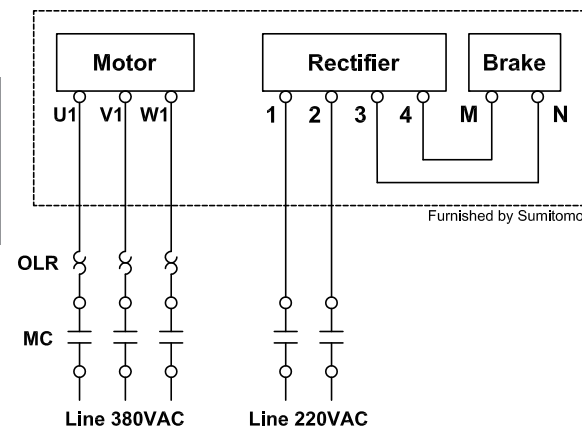 Motor Rectifier Brake
U1 V1 W1 1 2 3 4 M N
Furnished by Sumitomo
OLR
MC
Line 380VAC Line 220VAC